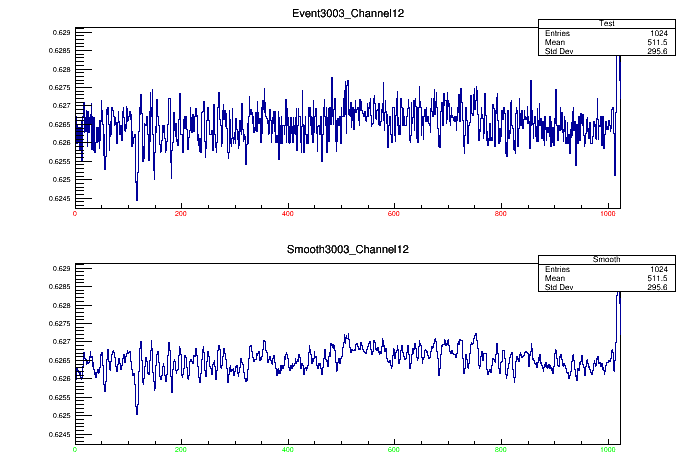 Event3003_Channel12
Test
Entries 1024
Mean 511.5
Std Dev 295.6
0.629
0.6285
0.628
0.6275
0.627
0.6265
0.626
0.6255
0.625
0.6245
0 200 400 600 800 1000
Smooth3003_Channel12
Smooth
Entries 1024
Mean 511.5
Std Dev 295.6
0.629
0.6285
0.628
0.6275
0.627
0.6265
0.626
0.6255
0.625
0.6245
0 200 400 600 800 1000